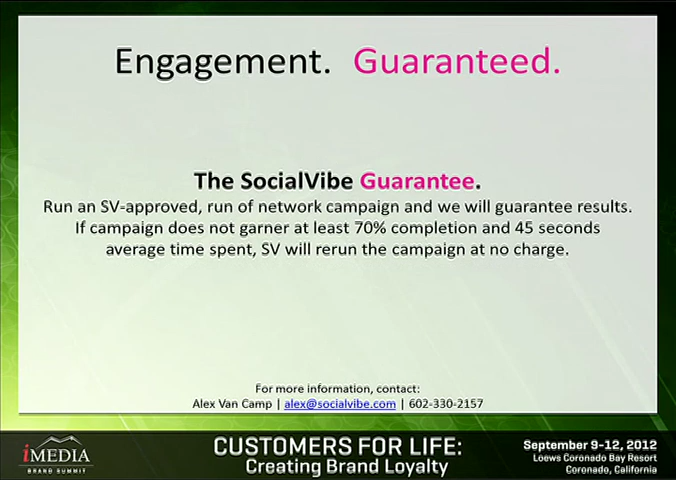 Engagement. Guaranteed.
The SocialVibe Guarantee.
Run an SV-approved, run of network campaign and we will guarantee results.
If campaign does not garner at least 70% completion and 45 seconds
average time spent, SV will rerun the campaign at no charge.
For more information, contact:
Alex Van Camp | alex@socialvibe.com | 602-330-2157
iMEDIA
BRAND SUMMIT
CUSTOMERS FOR LIFE:
Creating Brand Loyalty
September 9-12, 2012
Loews Coronado Bay Resort
Coronado, California